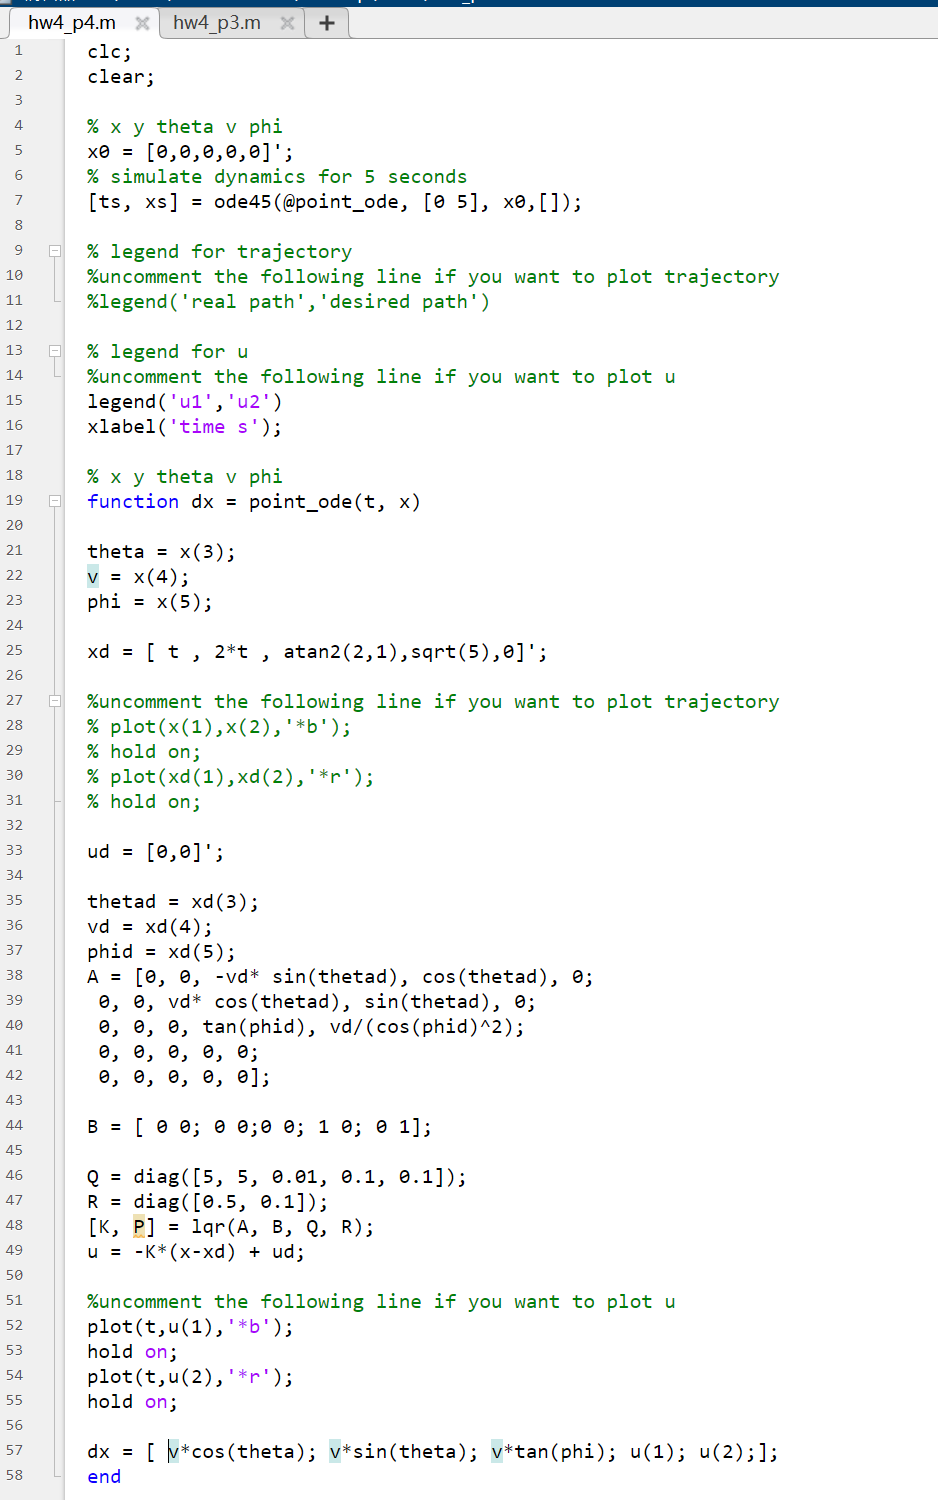 hw4_p4.m × hw4_p3.m × +
1 clc;
2 clear;
3
4 % x y theta v phi
5 x0 = [0,0,0,0,0]';
6 % simulate dynamics for 5 seconds
7 [ts, xs] = ode45(@point_ode, [0 5], x0,[]);
8
9 % legend for trajectory
10 %uncomment the following line if you want to plot trajectory
11 %legend('real path','desired path')
12
13 % legend for u
14 %uncomment the following line if you want to plot u
15 legend('u1','u2')
16 xlabel('time s');
17
18 % x y theta v phi
19 function dx = point_ode(t, x)
20
21 theta = x(3);
22 v = x(4);
23 phi = x(5);
24
25 xd = [ t , 2*t , atan2(2,1),sqrt(5),0]';
26
27 %uncomment the following line if you want to plot trajectory
28 % plot(x(1),x(2),'*b');
29 % hold on;
30 % plot(xd(1),xd(2),'*r');
31 % hold on;
32
33 ud = [0,0]';
34
35 thetad = xd(3);
36 vd = xd(4);
37 phid = xd(5);
38 A = [0, 0, -vd* sin(thetad), cos(thetad), 0;
39 0, 0, vd* cos(thetad), sin(thetad), 0;
40 0, 0, 0, tan(phid), vd/(cos(phid)^2);
41 0, 0, 0, 0, 0;
42 0, 0, 0, 0, 0];
43
44 B = [ 0 0; 0 0;0 0; 1 0; 0 1];
45
46 Q = diag([5, 5, 0.01, 0.1, 0.1]);
47 R = diag([0.5, 0.1]);
48 [K, P] = lqr(A, B, Q, R);
49 u = -K*(x-xd) + ud;
50
51 %uncomment the following line if you want to plot u
52 plot(t,u(1),'*b');
53 hold on;
54 plot(t,u(2),'*r');
55 hold on;
56
57 dx = [ v*cos(theta); v*sin(theta); v*tan(phi); u(1); u(2);];
58 end